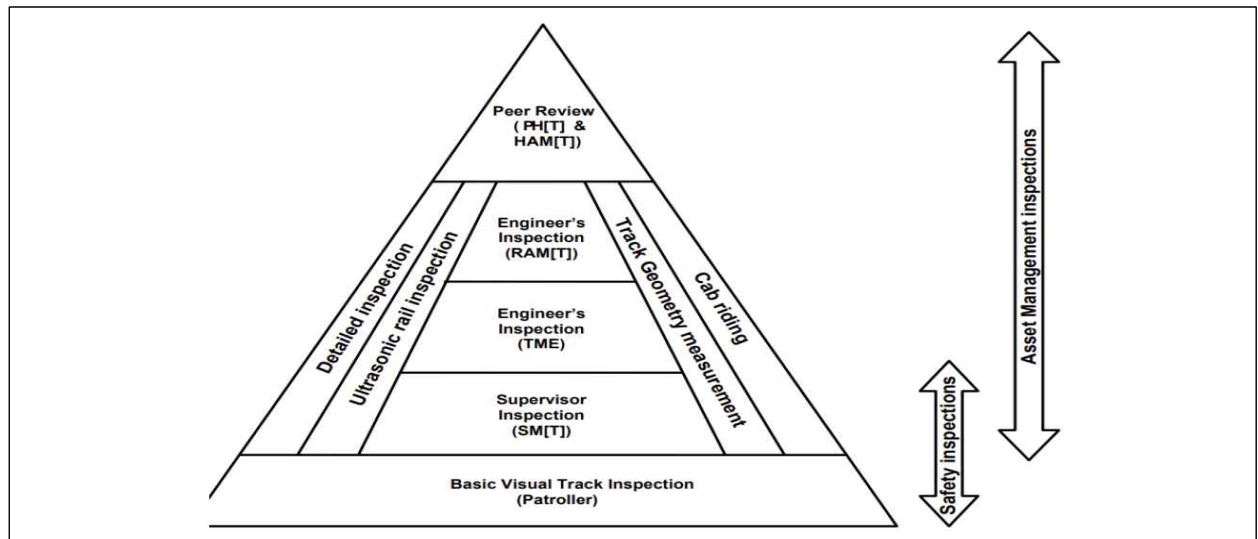 Peer Review
( PH[T] &
HAM[T])
Detailed inspection
Ultrasonic rail inspection
Engineer's
Inspection
(RAM[T])
Track Geometry measurement
Cab riding
Engineer's
Inspection
(TME)
Supervisor
Inspection
(SM[T])
Basic Visual Track Inspection
(Patroller)
Safety inspections
Asset Management inspections